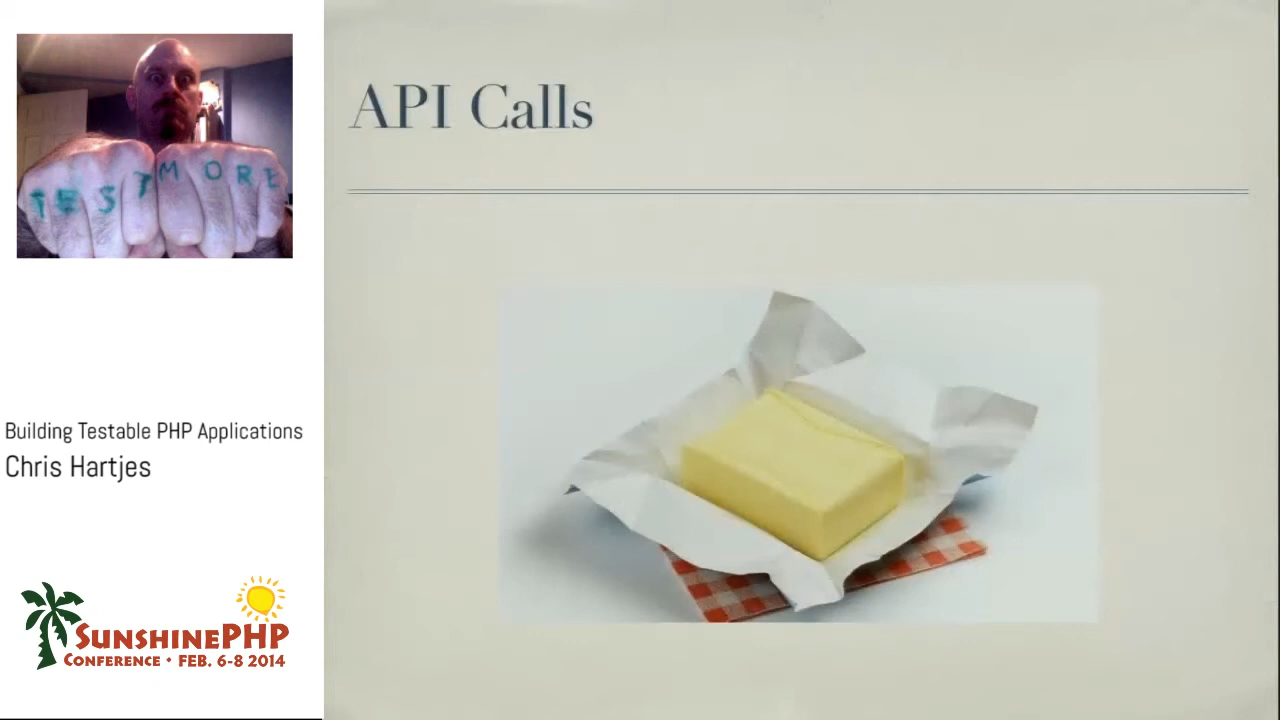 TEST MORE
API Calls
Building Testable PHP Applications
Chris Hartjes
SUNSHINEPHP
CONFERENCE • FEB. 6-8 2014